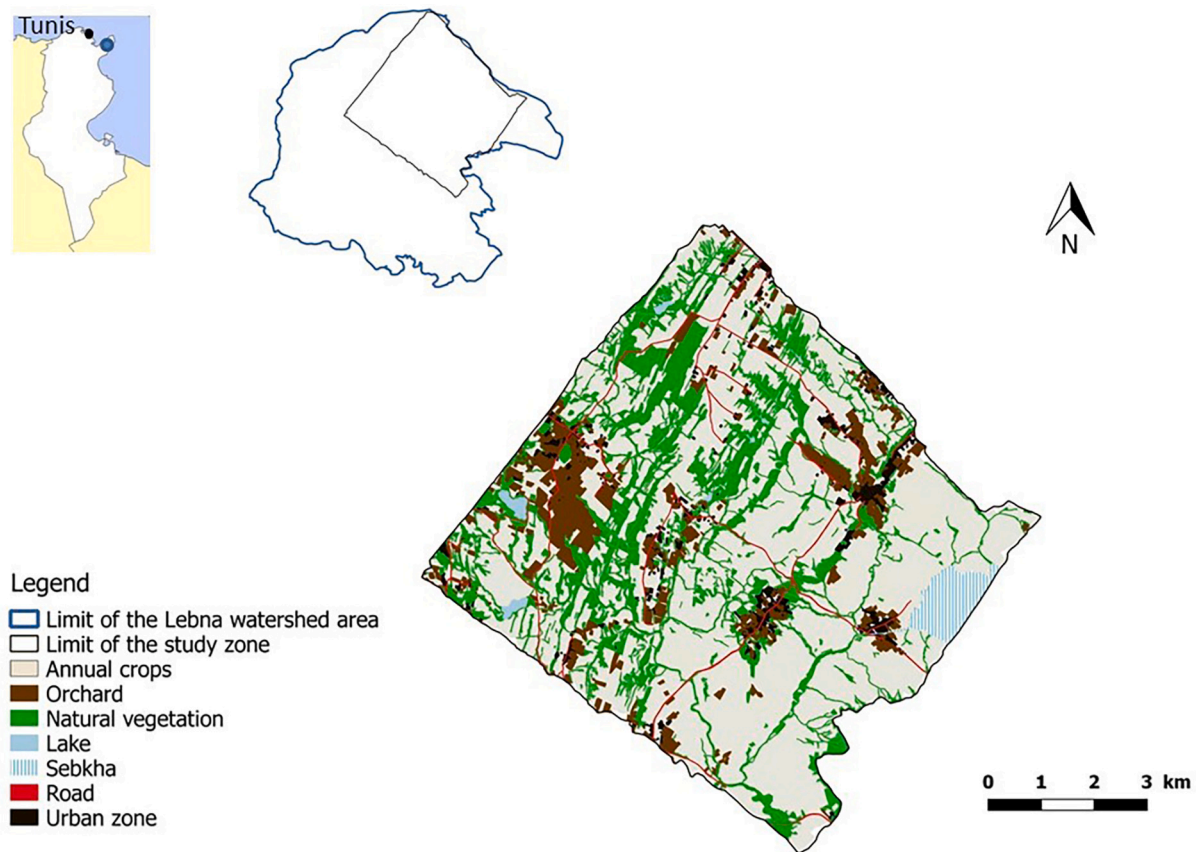 Tunis
N
Legend
Limit of the Lebna watershed area
Limit of the study zone
Annual crops
Orchard
Natural vegetation
Lake
Sebkha
Road
Urban zone
0 1 2 3 km